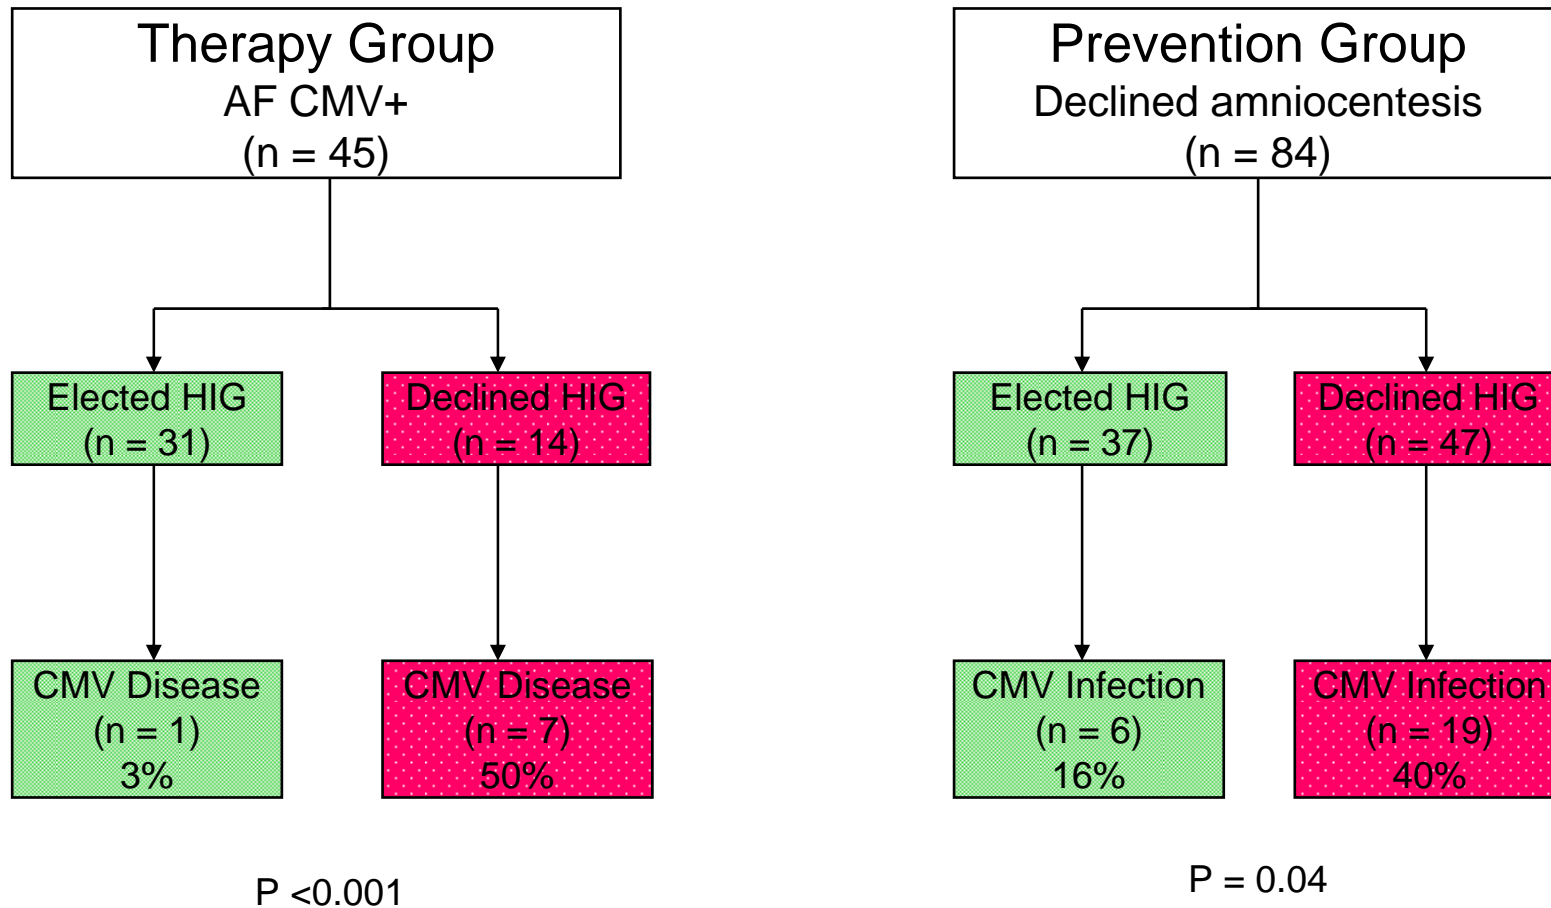 Therapy Group
AF CMV+
(n = 45)
Elected HIG
(n = 31)
Declined HIG
(n = 14)
CMV Disease
(n = 1)
3%
CMV Disease
(n = 7)
50%
P <0.001
Prevention Group
Declined amniocentesis
(n = 84)
Elected HIG
(n = 37)
Declined HIG
(n = 47)
CMV Infection
(n = 6)
16%
CMV Infection
(n = 19)
40%
P = 0.04